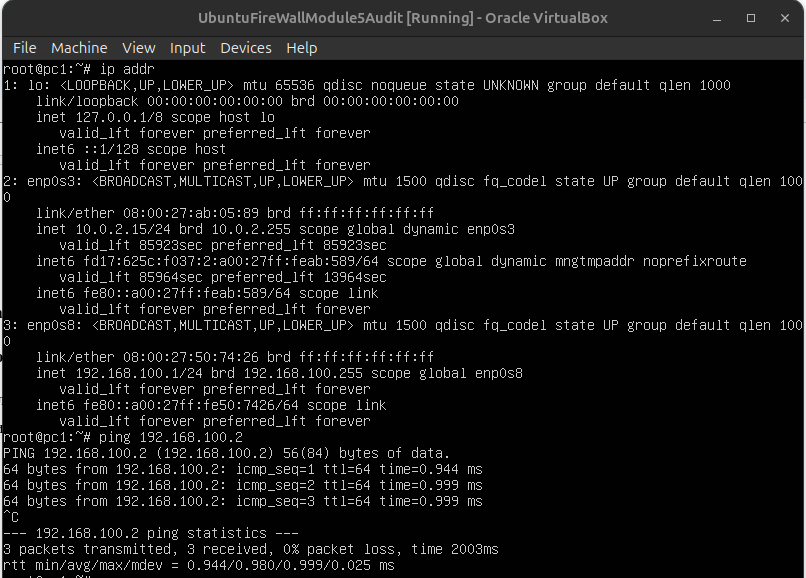 UbuntuFireWallModule5Audit [Running] - Oracle VirtualBox
File Machine View Input Devices Help
root@pc1:~# ip addr
1: lo: <LOOPBACK,UP,LOWER_UP> mtu 65536 qdisc noqueue state UNKNOWN group default qlen 1000
    link/loopback 00:00:00:00:00:00 brd 00:00:00:00:00:00
    inet 127.0.0.1/8 scope host lo
       valid_lft forever preferred_lft forever
    inet6 ::1/128 scope host
       valid_lft forever preferred_lft forever
2: enp0s3: <BROADCAST,MULTICAST,UP,LOWER_UP> mtu 1500 qdisc fq_codel state UP group default qlen 100
0
    link/ether 08:00:27:ab:05:89 brd ff:ff:ff:ff:ff:ff
    inet 10.0.2.15/24 brd 10.0.2.255 scope global dynamic enp0s3
       valid_lft 85923sec preferred_lft 85923sec
    inet6 fd17:625c:f037:2:a00:27ff:feab:589/64 scope global dynamic mngtmpaddr noprefixroute
       valid_lft 85964sec preferred_lft 13964sec
    inet6 fe80::a00:27ff:feab:589/64 scope link
       valid_lft forever preferred_lft forever
3: enp0s8: <BROADCAST,MULTICAST,UP,LOWER_UP> mtu 1500 qdisc fq_codel state UP group default qlen 100
0
    link/ether 08:00:27:50:74:26 brd ff:ff:ff:ff:ff:ff
    inet 192.168.100.1/24 brd 192.168.100.255 scope global enp0s8
       valid_lft forever preferred_lft forever
    inet6 fe80::a00:27ff:fe50:7426/64 scope link
       valid_lft forever preferred_lft forever
root@pc1:~# ping 192.168.100.2
PING 192.168.100.2 (192.168.100.2) 56(84) bytes of data.
64 bytes from 192.168.100.2: icmp_seq=1 ttl=64 time=0.944 ms
64 bytes from 192.168.100.2: icmp_seq=2 ttl=64 time=0.999 ms
64 bytes from 192.168.100.2: icmp_seq=3 ttl=64 time=0.999 ms
^C
--- 192.168.100.2 ping statistics ---
3 packets transmitted, 3 received, 0% packet loss, time 2003ms
rtt min/avg/max/mdev = 0.944/0.980/0.999/0.025 ms